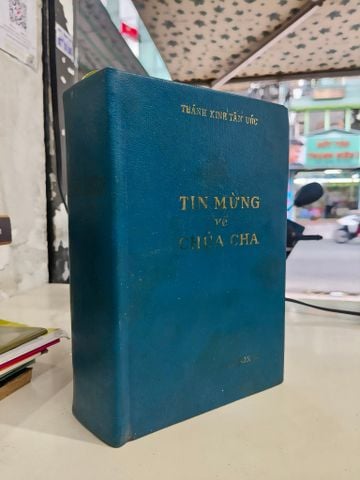 THÁNH KINH TÂN ƯỚC
TIN MỪNG
về
CHÚA CHA